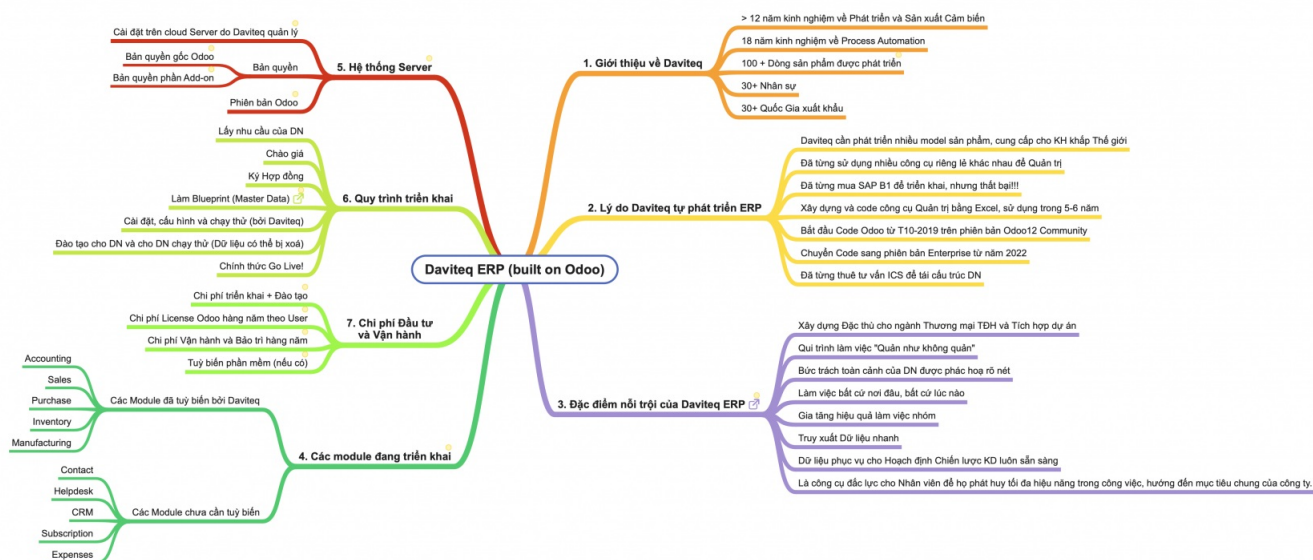 Daviteq ERP (built on Odoo)
1. Giới thiệu về Daviteq
> 12 năm kinh nghiệm về Phát triển và Sản xuất Cảm biến
18 năm kinh nghiệm về Process Automation
100 + Dòng sản phẩm được phát triển
30+ Nhân sự
30+ Quốc Gia xuất khẩu
2. Lý do Daviteq tự phát triển ERP
Daviteq cần phát triển nhiều model sản phẩm, cung cấp cho KH khắp Thế giới
Đã từng sử dụng nhiều công cụ riêng lẻ khác nhau để Quản trị
Đã từng mua SAP B1 để triển khai, nhưng thất bại!!!
Xây dựng và code công cụ Quản trị bằng Excel, sử dụng trong 5-6 năm
Bắt đầu Code Odoo từ T10-2019 trên phiên bản Odoo12 Community
Chuyển Code sang phiên bản Enterprise từ năm 2022
Đã từng thuê tư vấn ICS để tái cấu trúc DN
3. Đặc điểm nỗi trội của Daviteq ERP
Xây dựng Đặc thù cho ngành Thương mại TĐH và Tích hợp dự án
Qui trình làm việc "Quản như không quản"
Bức trách toàn cảnh của DN được phác hoạ rõ nét
Làm việc bất cứ nơi đâu, bất cứ lúc nào
Gia tăng hiệu quả làm việc nhóm
Truy xuất Dữ liệu nhanh
Dữ liệu phục vụ cho Hoạch định Chiến lược KD luôn sẵn sàng
Là công cụ đắc lực cho Nhân viên để họ phát huy tối đa hiệu năng trong công việc, hướng đến mục tiêu chung của công ty.
4. Các module đang triển khai
Các Module đã tuỳ biến bởi Daviteq
Accounting
Sales
Purchase
Inventory
Manufacturing
Các Module chưa cần tuỳ biến
Contact
Helpdesk
CRM
Subscription
Expenses
5. Hệ thống Server
Cài đặt trên cloud Server do Daviteq quản lý
Bản quyền
Bản quyền gốc Odoo
Bản quyền phần Add-on
Phiên bản Odoo
6. Quy trình triển khai
Lấy nhu cầu của DN
Chào giá
Ký Hợp đồng
Làm Blueprint (Master Data)
Cài đặt, cấu hình và chạy thử (bởi Daviteq)
Đào tạo cho DN và cho DN chạy thử (Dữ liệu có thể bị xoá)
Chính thức Go Live!
7. Chi phí Đầu tư
và Vận hành
Chi phí triển khai + Đào tạo
Chi phí License Odoo hàng năm theo User
Chi phí Vận hành và Bảo trì hàng năm
Tuỳ biến phần mềm (nếu có)